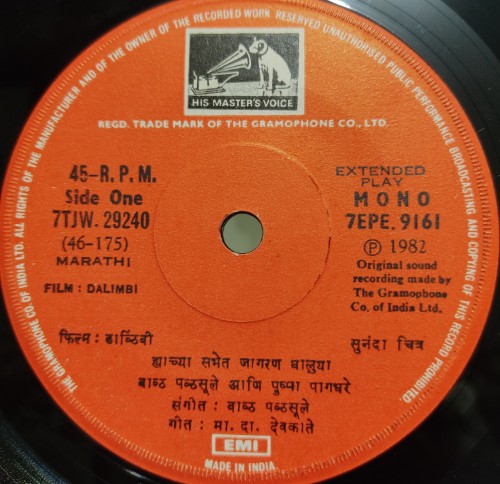 ALL RIGHTS OF THE MANUFACTURER AND OF THE OWNER OF THE RECORDED WORK RESERVED UNAUTHORISED PUBLIC PERFORMANCE BROADCASTING AND COPYING OF THIS RECORD PROHIBITED.
THE GRAMOPHONE CO. OF INDIA LTD.
HIS MASTER'S VOICE
REGD. TRADE MARK OF THE GRAMOPHONE CO., LTD.
45-R.P.M.
Side One
7TJW. 29240
(46-175)
MARATHI
FILM : DALIMBI
EXTENDED
PLAY
MONO
7EPE. 9161
Ⓟ 1982
Original sound
recording made by
The Gramophone
Co. of India Ltd.
फिल्म : डाळिंबी
सुनंदा चित्र
ह्याच्या सभेत जागरण घालुया
बाळ पळसूले आणि पुष्पा पागधरे
संगीत : बाळ पळसूले
गीत : मा. दा. देवकाते
EMI
MADE IN INDIA